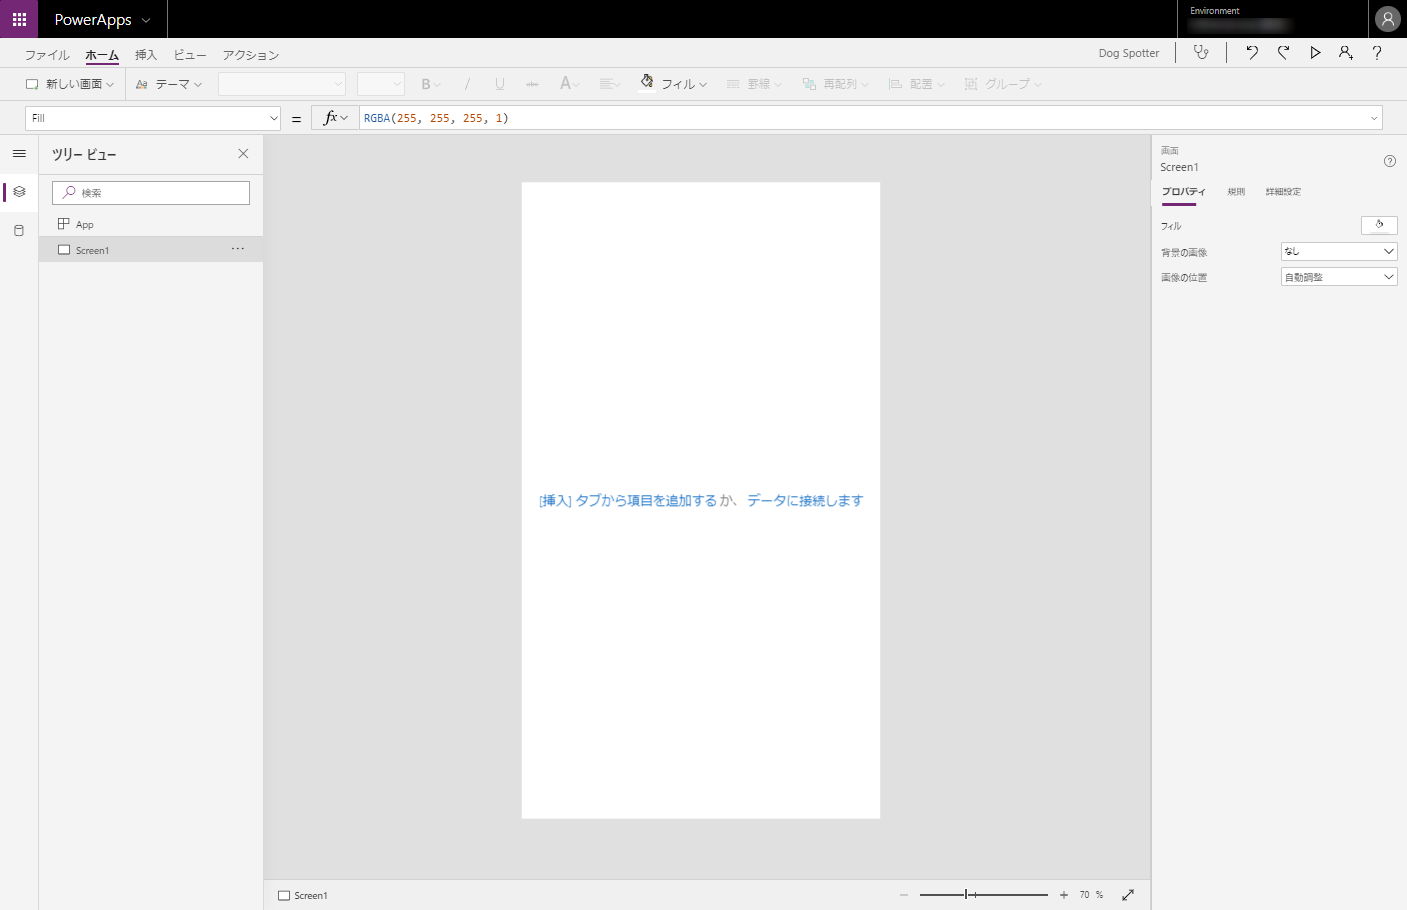 PowerApps
Environment
ファイル ホーム 挿入 ビュー アクション
Dog Spotter
新しい画面 テーマ B / U abc A フィル 罫線 再配列 配置 グループ
Fill = fx RGBA(255, 255, 255, 1)
ツリー ビュー
検索
App
Screen1 ...
[挿入] タブから項目を追加する か、 データに接続します
画面
Screen1
プロパティ 規則 詳細設定
フィル
背景の画像 なし
画像の位置 自動調整
Screen1
70 %